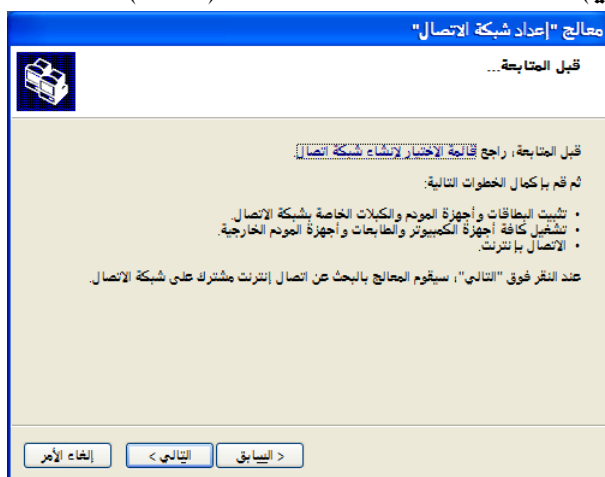 معالج "إعداد شبكة الاتصال"
قبل المتابعة...
قبل المتابعة، راجع قائمة الاختيار لإنشاء شبكة اتصال.
ثم قم بإكمال الخطوات التالية:
• تثبيت البطاقات وأجهزة المودم والكبلات الخاصة بشبكة الاتصال.
• تشغيل كافة أجهزة الكمبيوتر والطابعات وأجهزة المودم الخارجية.
• الاتصال بإنترنت.
عند النقر فوق "التالي"، سيقوم المعالج بالبحث عن اتصال إنترنت مشترك على شبكة الاتصال.
< السابق
التالي >
إلغاء الأمر